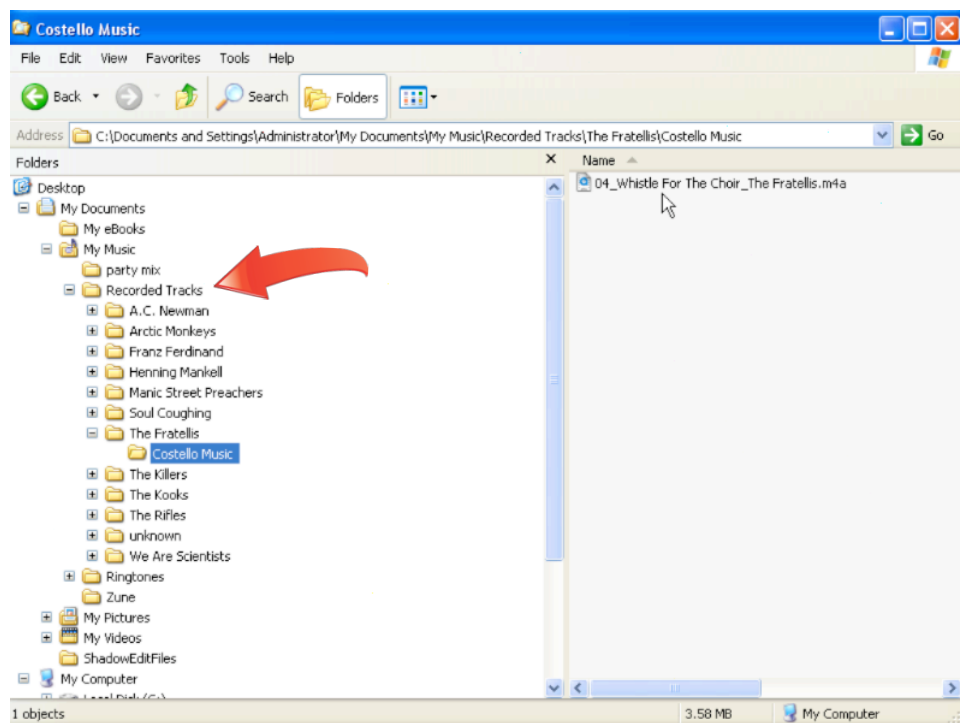 Costello Music
File Edit View Favorites Tools Help
Back Search Folders
Address C:\Documents and Settings\Administrator\My Documents\My Music\Recorded Tracks\The Fratellis\Costello Music Go
Folders × Name
Desktop
04_Whistle For The Choir_The Fratellis.m4a
My Documents
My eBooks
My Music
party mix
Recorded Tracks
A.C. Newman
Arctic Monkeys
Franz Ferdinand
Henning Mankell
Manic Street Preachers
Soul Coughing
The Fratellis
Costello Music
The Killers
The Kooks
The Rifles
unknown
We Are Scientists
Ringtones
Zune
My Pictures
My Videos
ShadowEditFiles
My Computer
Local Disk (C:)
1 objects 3.58 MB My Computer